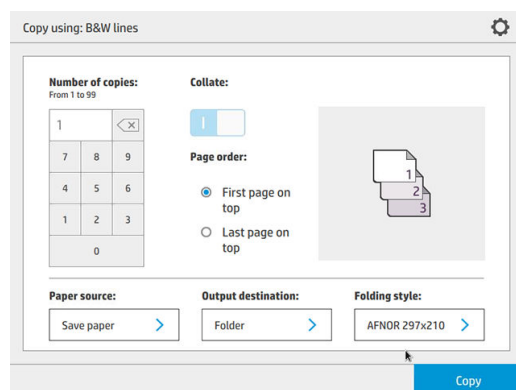 Copy using: B&W lines
Number of copies:
From 1 to 99
1
7 8 9
4 5 6
1 2 3
0
Collate:
Page order:
First page on
top
Last page on
top
1
2
3
Paper source:
Save paper
Output destination:
Folder
Folding style:
AFNOR 297x210
Copy